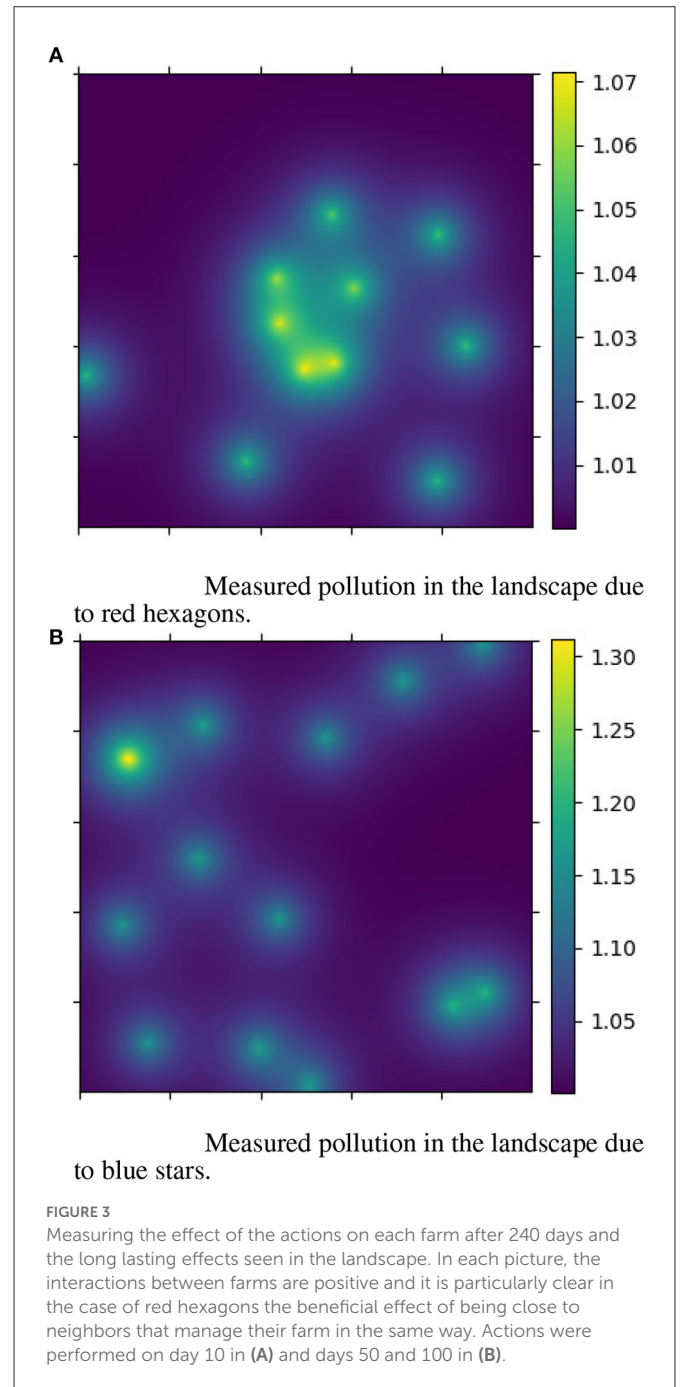 A
1.07
1.06
1.05
1.04
1.03
1.02
1.01
Measured pollution in the landscape due
to red hexagons.
B
1.30
1.25
1.20
1.15
1.10
1.05
Measured pollution in the landscape due
to blue stars.
FIGURE 3
Measuring the effect of the actions on each farm after 240 days and
the long lasting effects seen in the landscape. In each picture, the
interactions between farms are positive and it is particularly clear in
the case of red hexagons the beneficial effect of being close to
neighbors that manage their farm in the same way. Actions were
performed on day 10 in (A) and days 50 and 100 in (B).